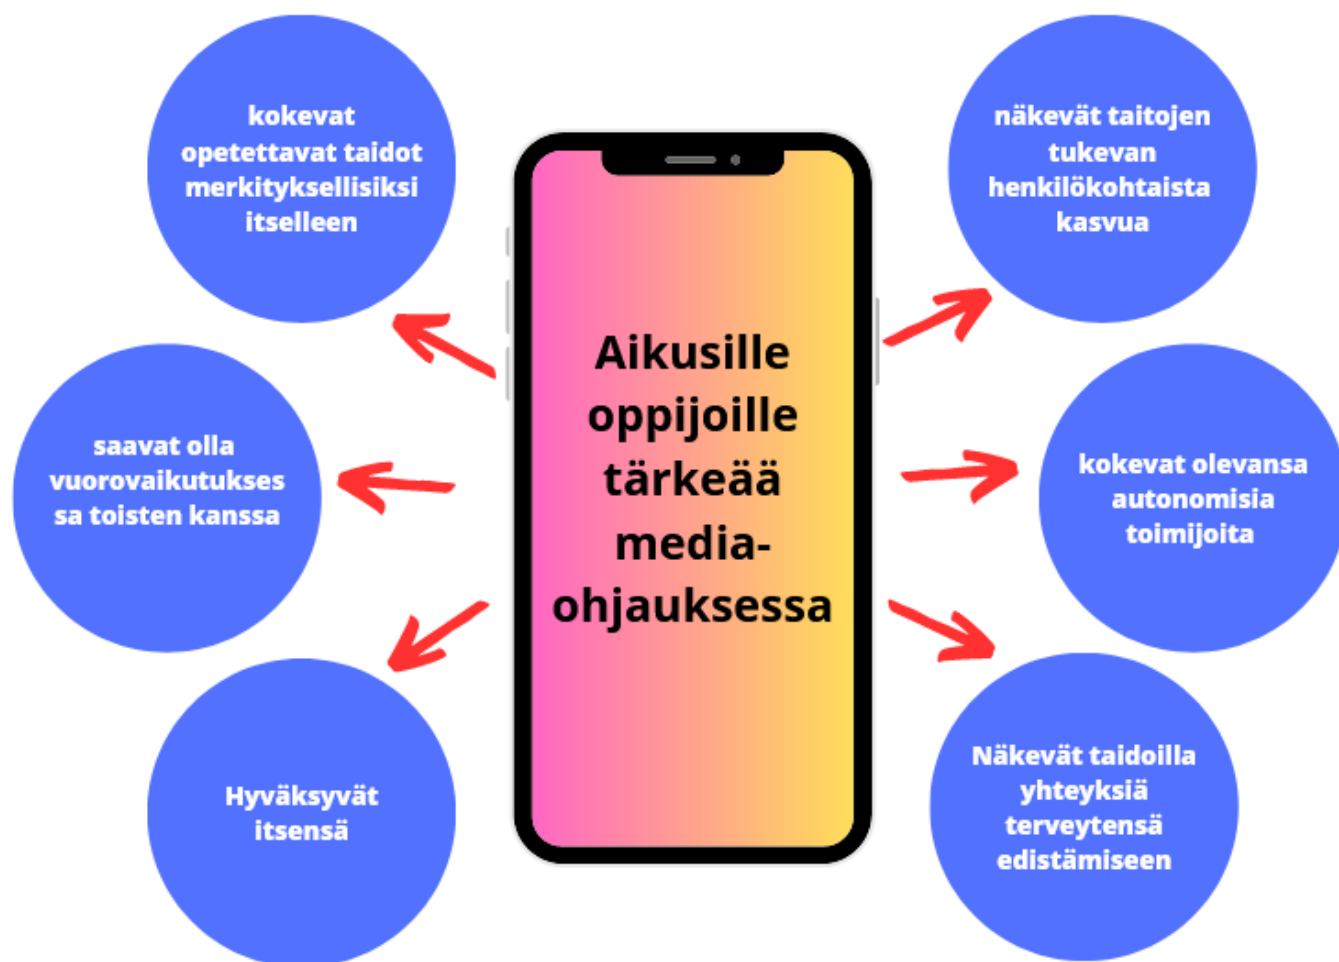 kokevat
opetettavat taidot
merkityksellisiksi
itselleen
näkevät taitojen
tukevan
henkilökohtaista
kasvua
Aikusille
oppijoille
tärkeää
media-
ohjauksessa
saavat olla
vuorovaikutukses
sa toisten kanssa
kokevat olevansa
autonomisia
toimijoita
Hyväksyvät
itsensä
Näkevät taidoilla
yhteyksiä
terveytensä
edistämiseen